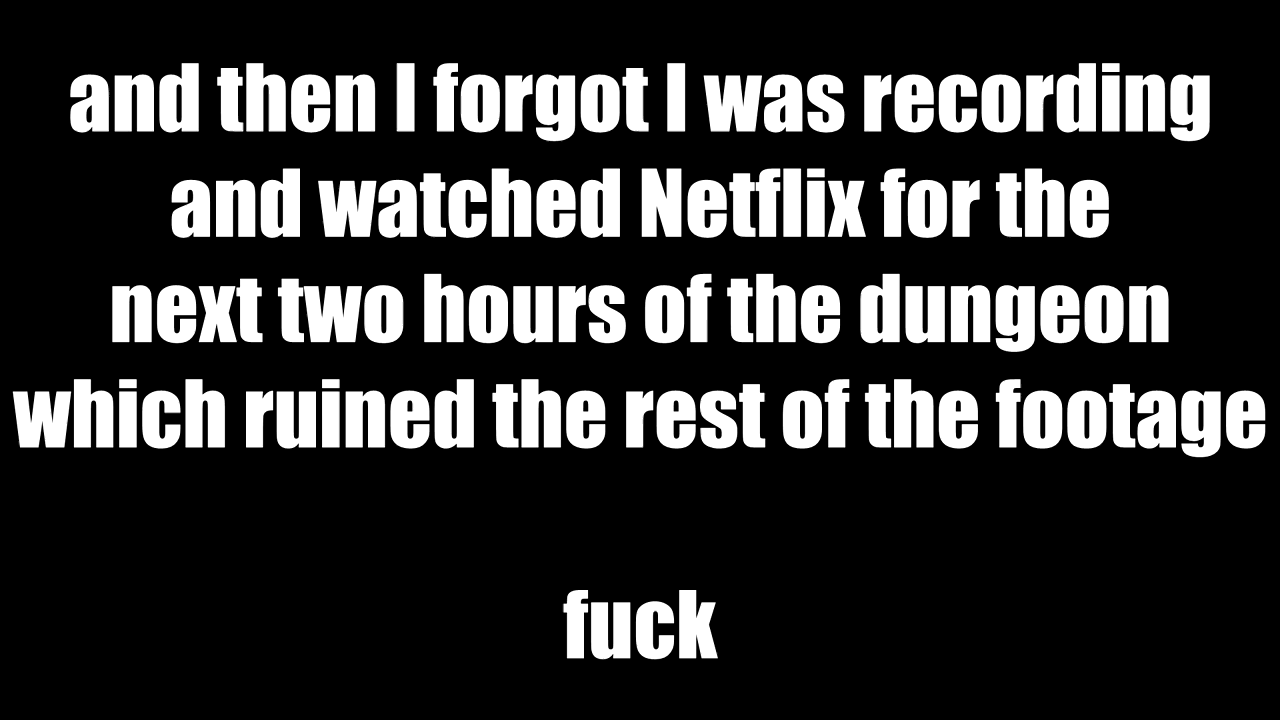 and then I forgot I was recording
and watched Netflix for the
next two hours of the dungeon
which ruined the rest of the footage
fuck